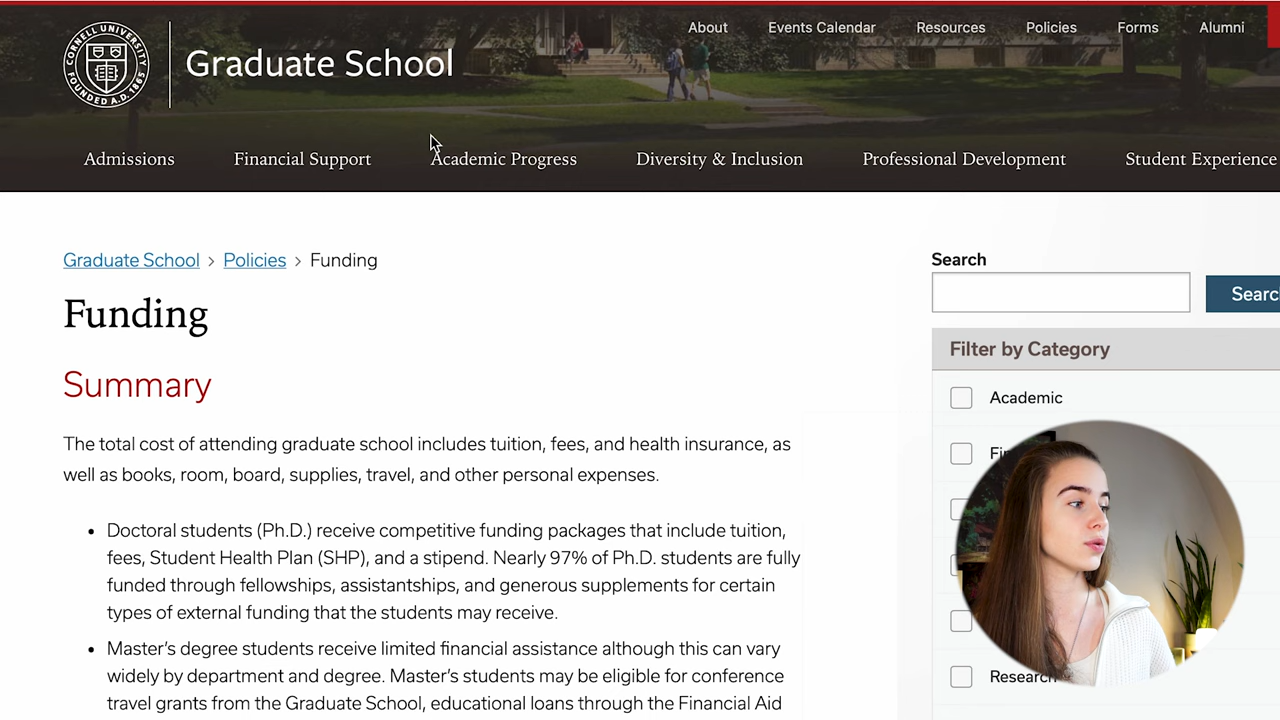 About Events Calendar Resources Policies Forms Alumni
CORNELL UNIVERSITY
FOUNDED A.D. 1865
Graduate School
Admissions Financial Support Academic Progress Diversity & Inclusion Professional Development Student Experience
Graduate School > Policies > Funding
Funding
Summary
The total cost of attending graduate school includes tuition, fees, and health insurance, as
well as books, room, board, supplies, travel, and other personal expenses.
• Doctoral students (Ph.D.) receive competitive funding packages that include tuition,
fees, Student Health Plan (SHP), and a stipend. Nearly 97% of Ph.D. students are fully
funded through fellowships, assistantships, and generous supplements for certain
types of external funding that the students may receive.
• Master's degree students receive limited financial assistance although this can vary
widely by department and degree. Master's students may be eligible for conference
travel grants from the Graduate School, educational loans through the Financial Aid
Search
Searc
Filter by Category
Academic
Research